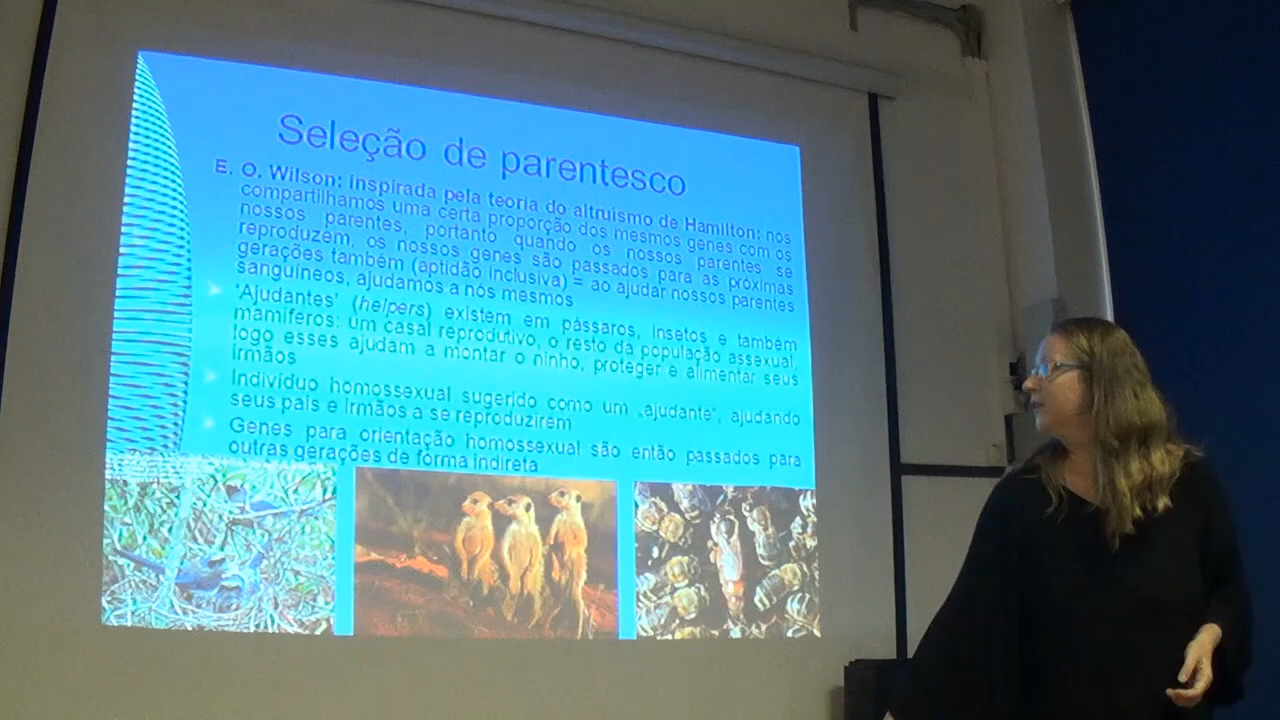 Seleção de parentesco
E. O. Wilson: inspirada pela teoria do altruísmo de Hamilton: nós
compartilhamos uma certa proporção dos mesmos genes com os
nossos parentes, portanto quando os nossos parentes se
reproduzem, os nossos genes são passados para as próximas
gerações também (aptidão inclusiva) = ao ajudar nossos parentes
sanguíneos, ajudamos a nós mesmos
'Ajudantes' (helpers) existem em pássaros, insetos e também
mamíferos: um casal reprodutivo, o resto da população assexual,
logo esses ajudam a montar o ninho, proteger e alimentar seus
irmãos
Indivíduo homossexual sugerido como um „ajudante", ajudando
seus pais e irmãos a se reproduzirem
Genes para orientação homossexual são então passados para
outras gerações de forma indireta